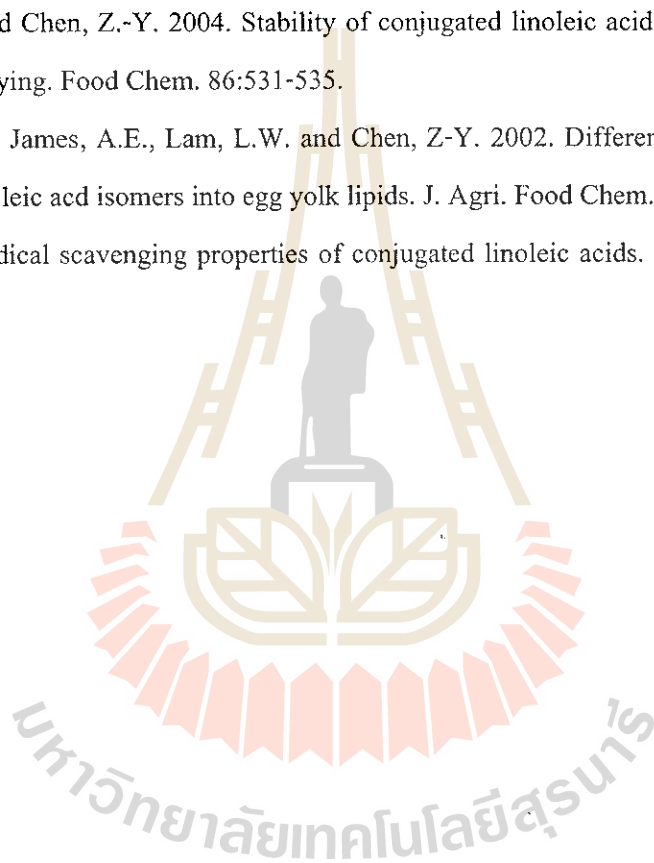 d Chen, Z.-Y. 2004. Stability of conjugated linoleic acid
ying. Food Chem. 86:531-535.
James, A.E., Lam, L.W. and Chen, Z-Y. 2002. Differen
leic acd isomers into egg yolk lipids. J. Agri. Food Chem.
dical scavenging properties of conjugated linoleic acids.
มหาวิทยาลัยเทคโนโลยีสุรนารี